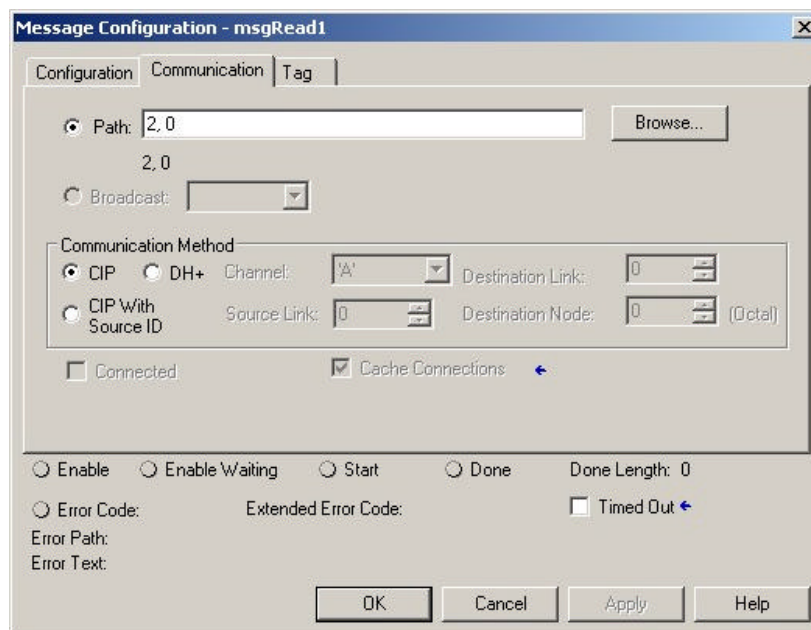 Message Configuration - msgRead1
Configuration Communication Tag
Path: 2, 0 Browse...
2, 0
Broadcast:
Communication Method
CIP DH+ Channel: 'A' Destination Link: 0
CIP With Source ID Source Link: 0 Destination Node: 0 (Octal)
Connected Cache Connections
Enable Enable Waiting Start Done Done Length: 0
Error Code: Extended Error Code: Timed Out
Error Path:
Error Text:
OK Cancel Apply Help